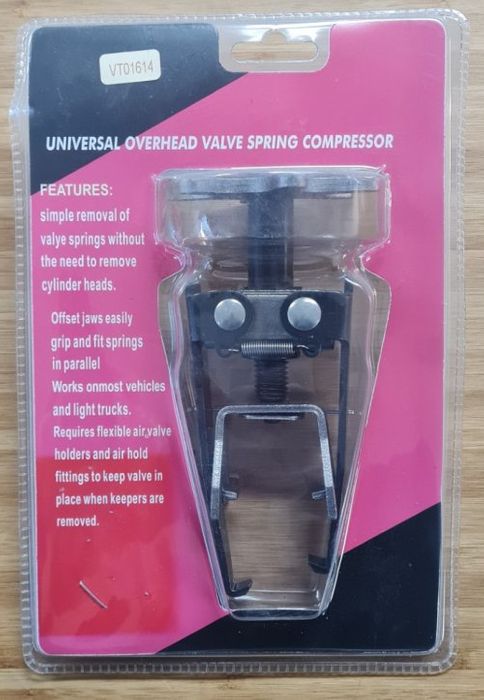 VT01614
UNIVERSAL OVERHEAD VALVE SPRING COMPRESSOR
FEATURES:
simple removal of
valye springs without
the need to remove
cylinder heads.
Offset jaws easily
grip and fit springs
in parallel
Works onmost vehicles
and light trucks.
Requires flexible air,valve
holders and air hold
fittings to keep valve in
place when keepers are
removed.